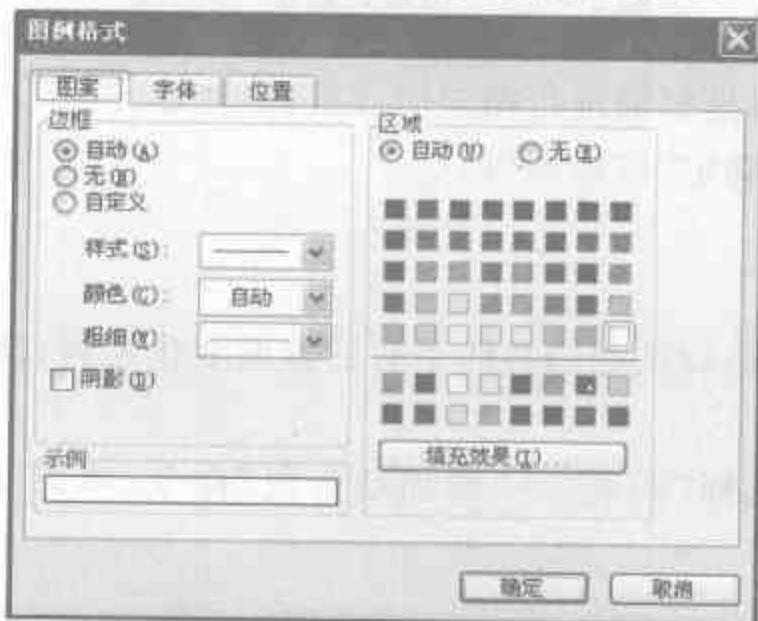 图例格式
图案 字体 位置
边框
自动(A)
无(N)
自定义
样式(S):
颜色(C): 自动
粗细(W):
阴影(D)
示例
区域
自动(U) 无(E)
填充效果(I)...
确定 取消